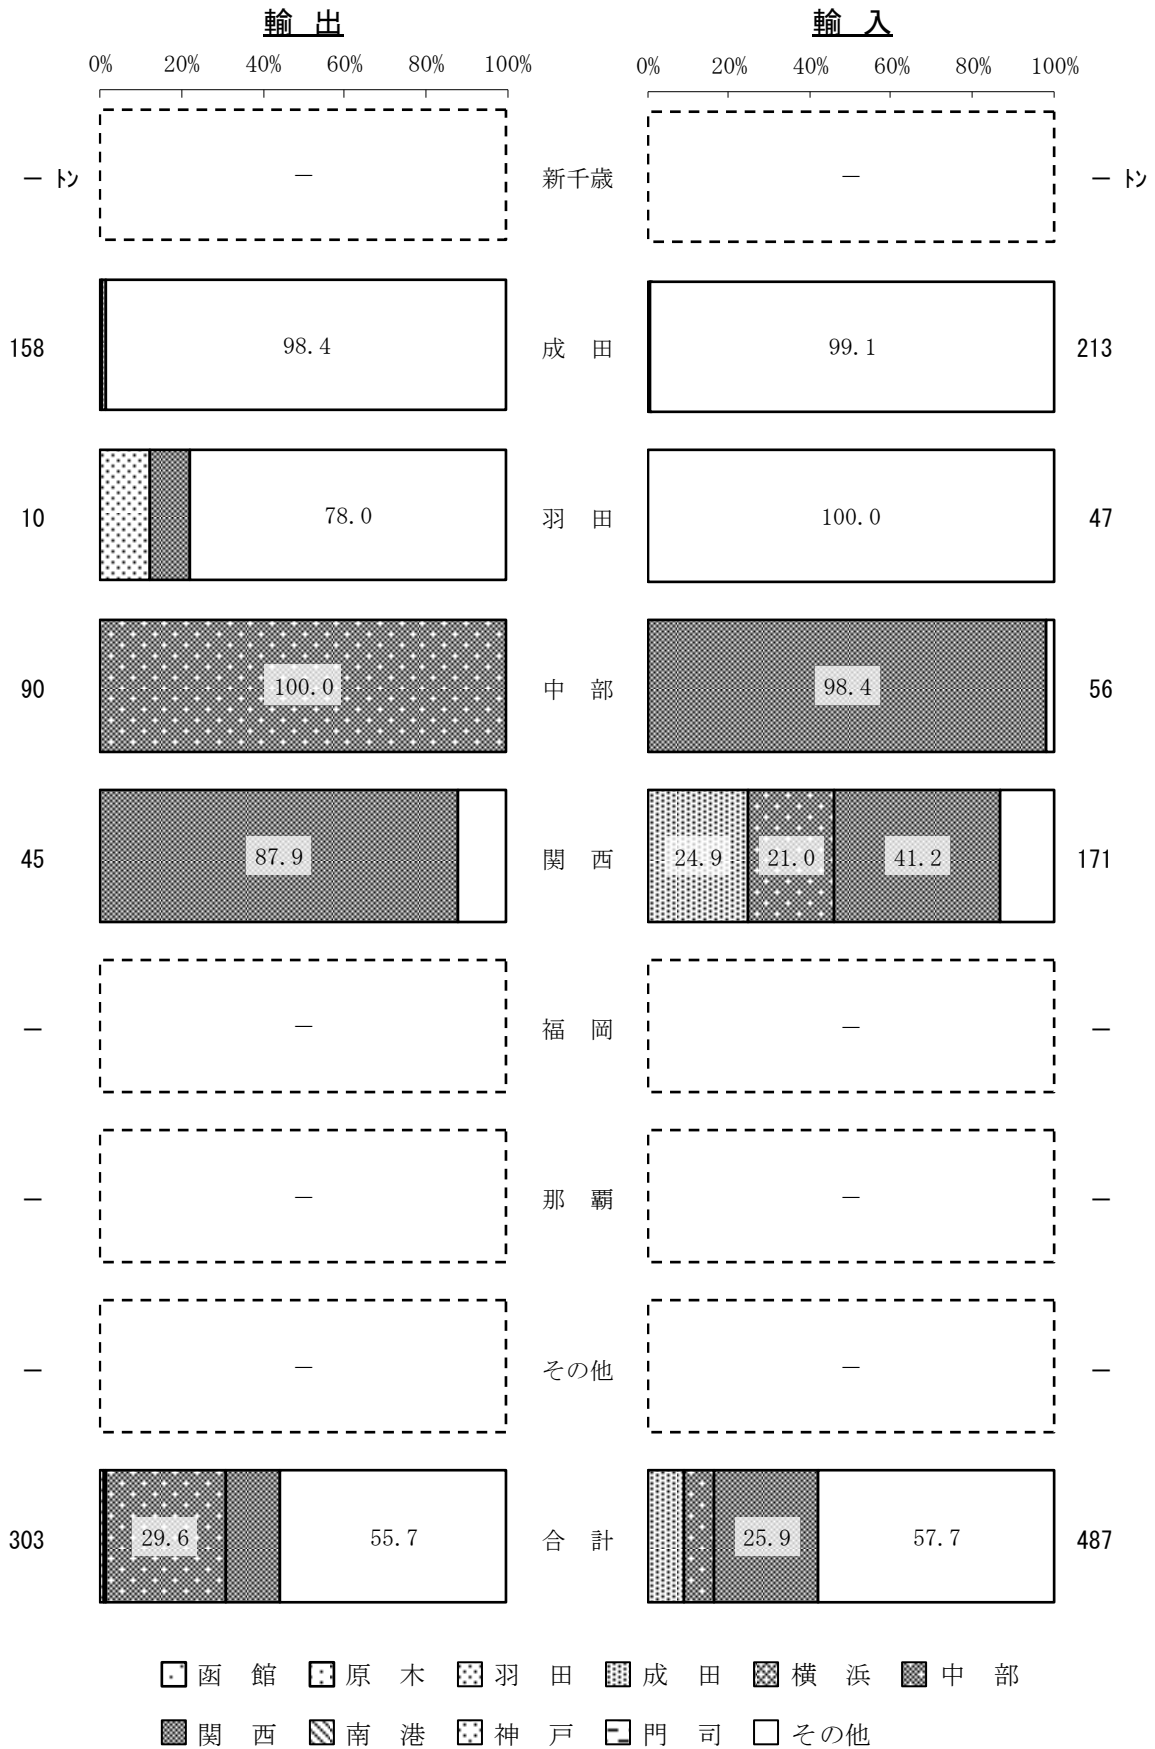 輸 出 輸 入
0% 20% 40% 60% 80% 100% 0% 20% 40% 60% 80% 100%
－ ﾄﾝ － 新千歳 － － ﾄﾝ
158 98.4 成 田 99.1 213
10 78.0 羽 田 100.0 47
90 100.0 中 部 98.4 56
45 87.9 関 西 24.9 21.0 41.2 171
－ － 福 岡 － －
－ － 那 覇 － －
－ － その他 － －
303 29.6 55.7 合 計 25.9 57.7 487
函 館 原 木 羽 田 成 田 横 浜 中 部
関 西 南 港 神 戸 門 司 その他